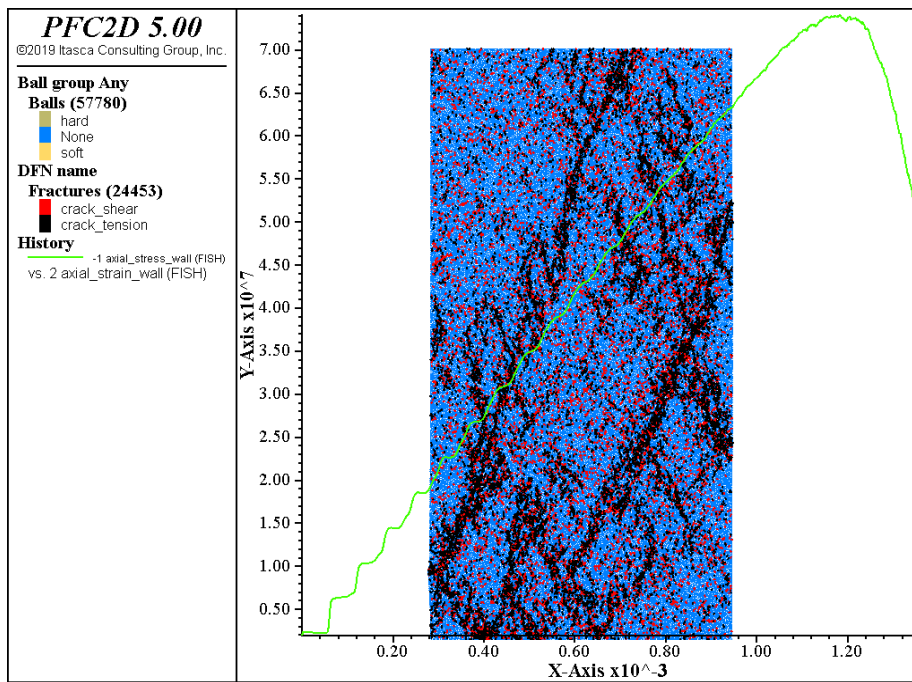 PFC2D 5.00
©2019 Itasca Consulting Group, Inc.
Ball group Any
Balls (57780)
hard
None
soft
DFN name
Fractures (24453)
crack_shear
crack_tension
History
-1 axial_stress_wall (FISH)
vs. 2 axial_strain_wall (FISH)
Y-Axis x10^7
7.00
6.50
6.00
5.50
5.00
4.50
4.00
3.50
3.00
2.50
2.00
1.50
1.00
0.50
0.20
0.40
0.60
0.80
1.00
1.20
X-Axis x10^-3